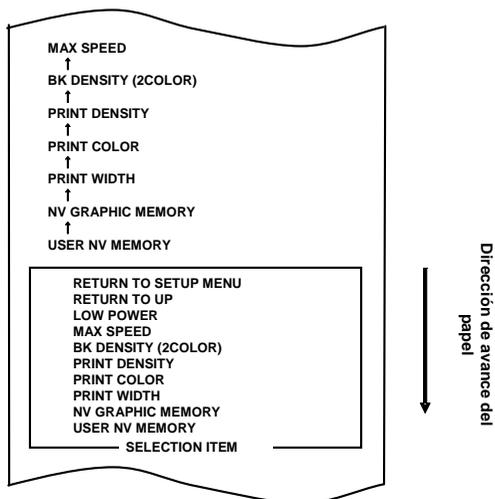 MAX SPEED
↑
BK DENSITY (2COLOR)
↑
PRINT DENSITY
↑
PRINT COLOR
↑
PRINT WIDTH
↑
NV GRAPHIC MEMORY
↑
USER NV MEMORY
RETURN TO SETUP MENU
RETURN TO UP
LOW POWER
MAX SPEED
BK DENSITY (2COLOR)
PRINT DENSITY
PRINT COLOR
PRINT WIDTH
NV GRAPHIC MEMORY
USER NV MEMORY
SELECTION ITEM
Dirección de avance del
papel